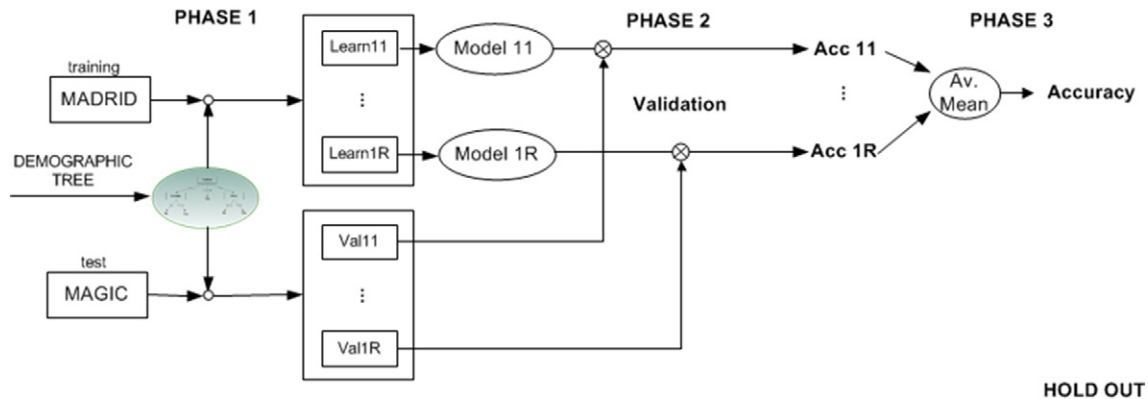 PHASE 1
PHASE 2
PHASE 3
training
MADRID
DEMOGRAPHIC
TREE
test
MAGIC
Learn11
⋮
Learn1R
Model 11
Model 1R
Val11
⋮
Val1R
Validation
Acc 11
⋮
Acc 1R
Av.
Mean
Accuracy
HOLD OUT